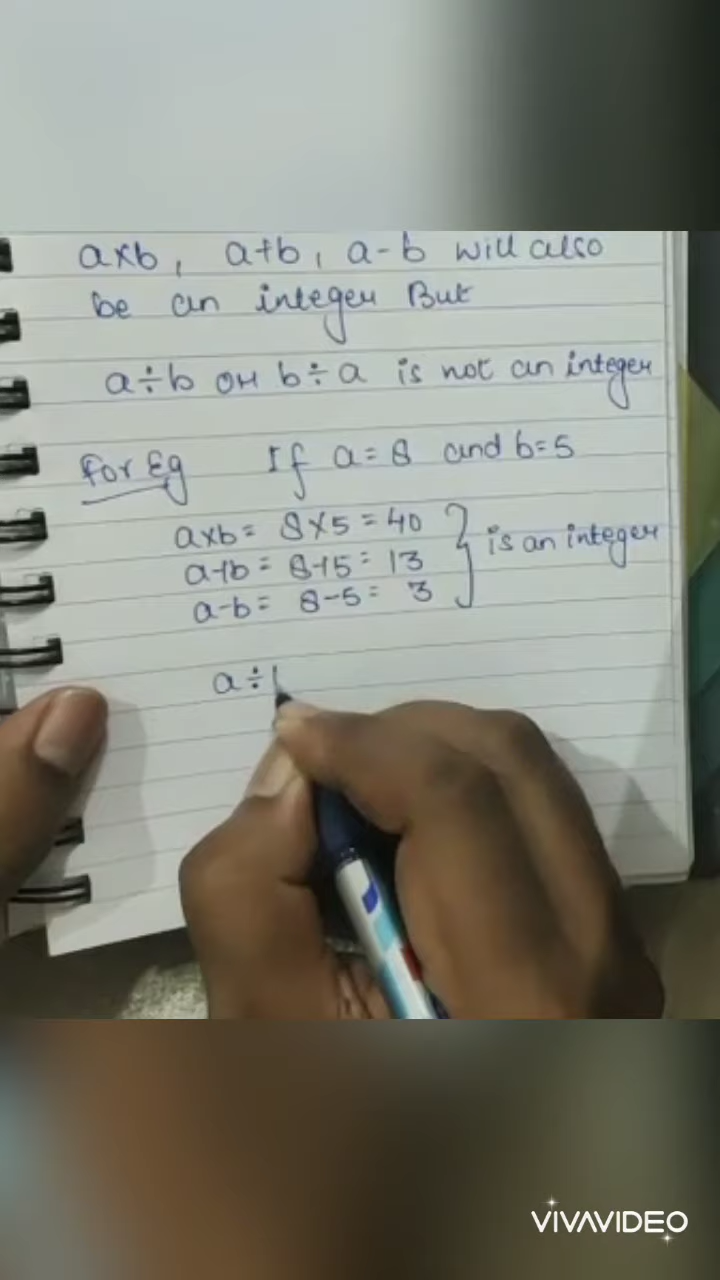 a×b, a+b, a-b will also
be an integer But
a÷b or b÷a is not an integer
For Eg If a=8 and b=5
a×b= 8×5=40
a+b = 8+5= 13
a-b= 8-5= 3
is an integer
a÷
VIVAVIDEO